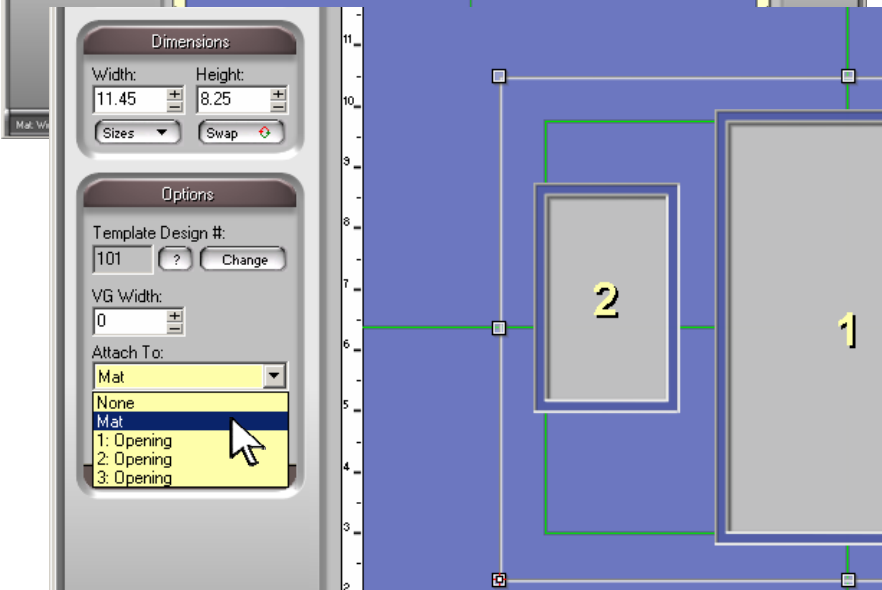 Dimensions
Width: Height:
11.45 8.25
Sizes Swap
Options
Template Design #:
101 ? Change
VG Width:
0
Attach To:
Mat
None
Mat
1: Opening
2: Opening
3: Opening
Mat: Wi
11
10
9
8
7
6
5
4
3
2
2
1